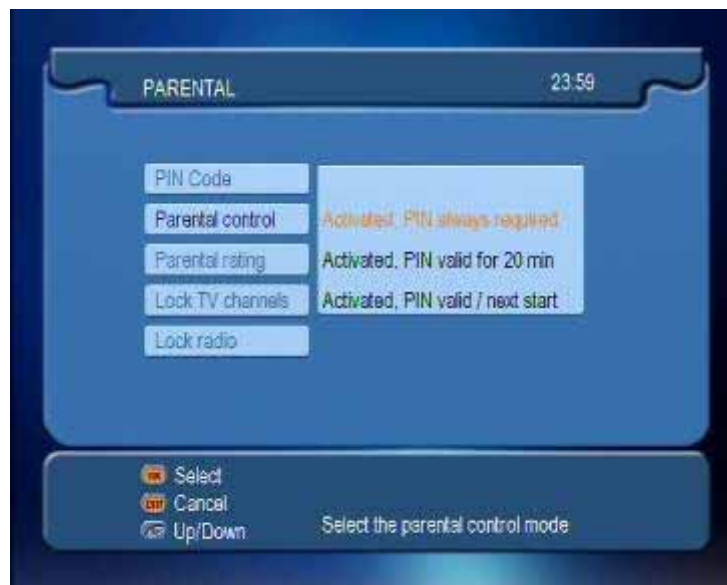 PARENTAL 23:59
PIN Code
Parental control Activated, PIN always required
Parental rating Activated, PIN valid for 20 min
Lock TV channels Activated, PIN valid / next start
Lock radio
OK Select
EXIT Cancel
Up/Down Select the parental control mode